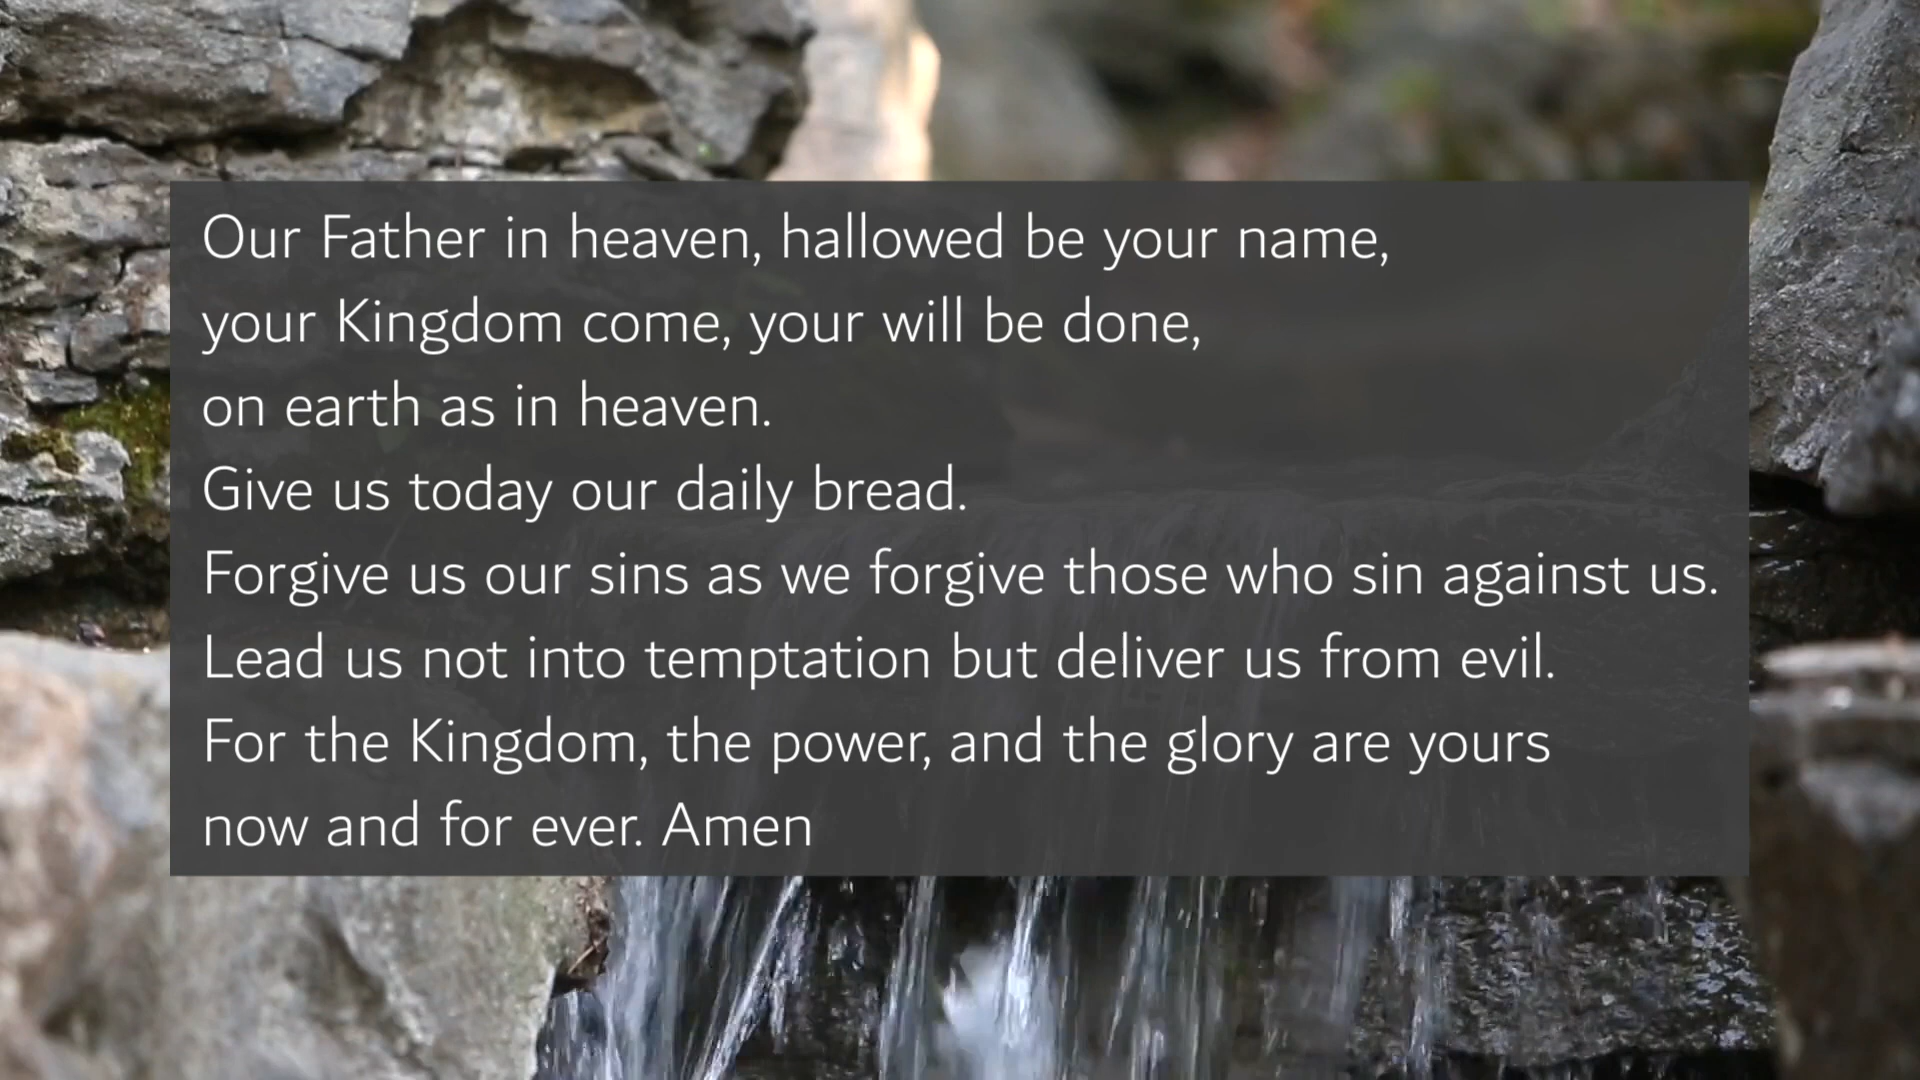 Our Father in heaven, hallowed be your name,
your Kingdom come, your will be done,
on earth as in heaven.
Give us today our daily bread.
Forgive us our sins as we forgive those who sin against us.
Lead us not into temptation but deliver us from evil.
For the Kingdom, the power, and the glory are yours
now and for ever. Amen